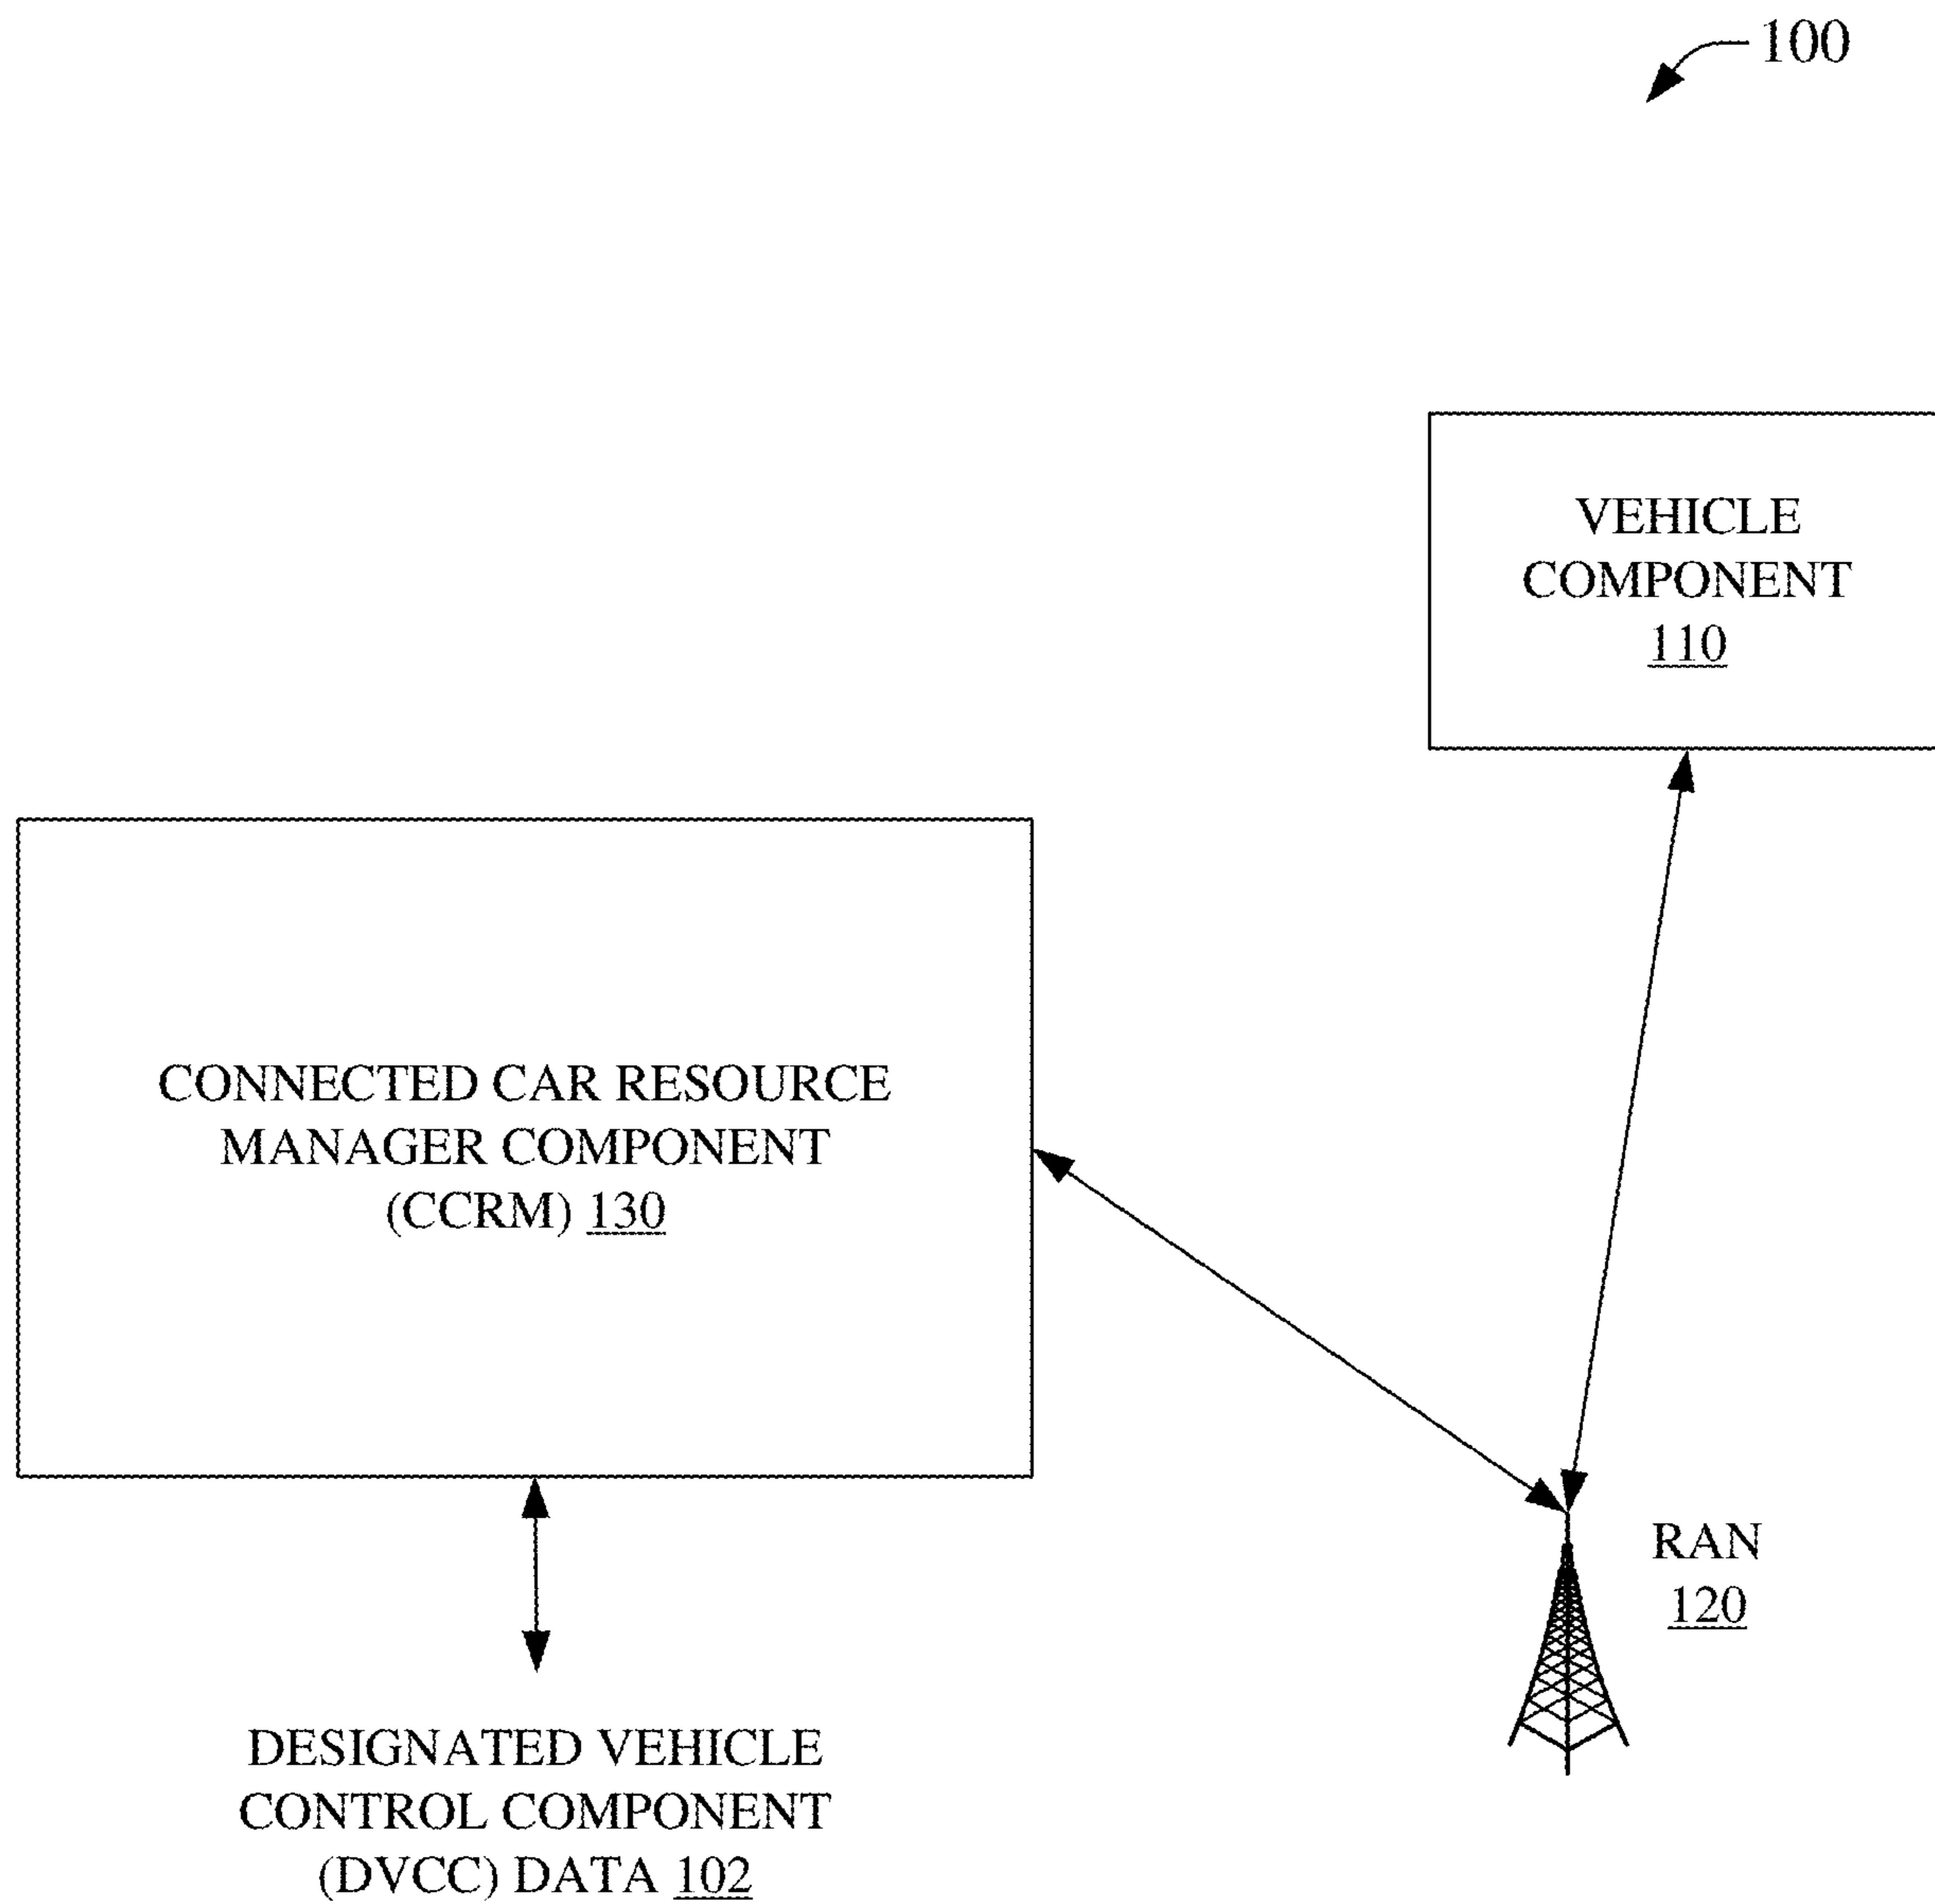 100
VEHICLE
COMPONENT
110
CONNECTED CAR RESOURCE
MANAGER COMPONENT
(CCRM) 130
RAN
120
DESIGNATED VEHICLE
CONTROL COMPONENT
(DVCC) DATA 102